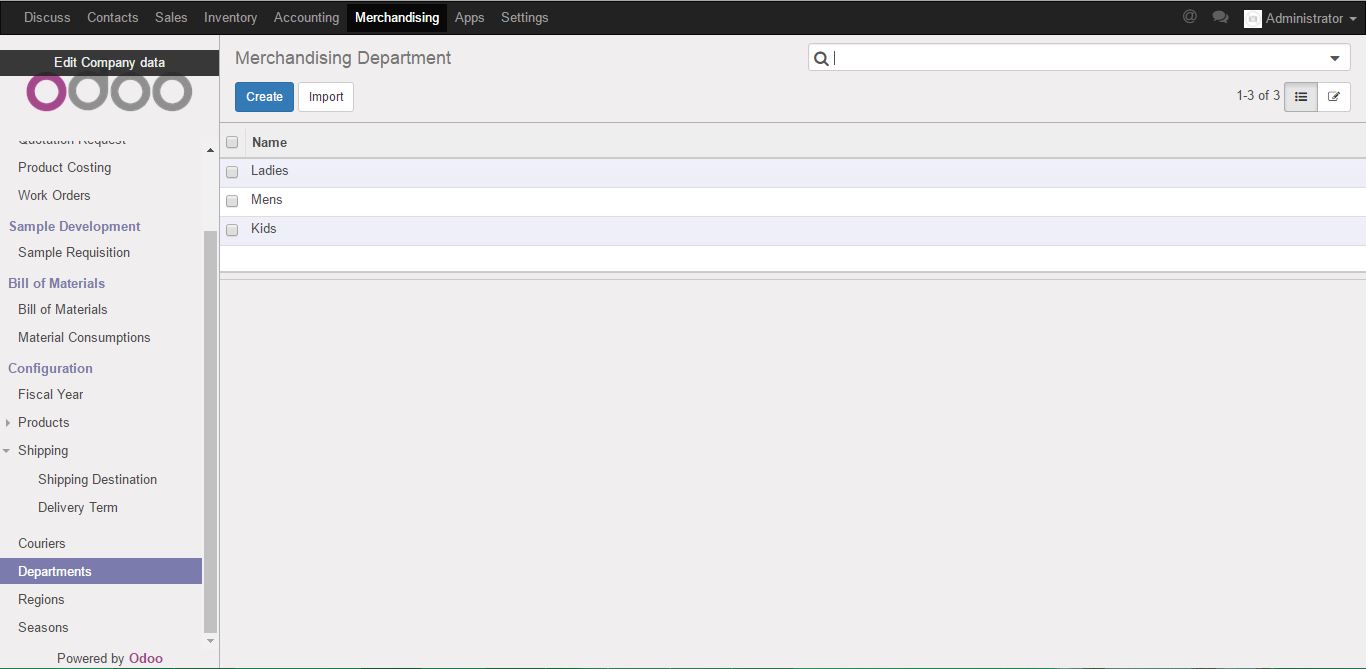 Discuss Contacts Sales Inventory Accounting Merchandising Apps Settings @ Administrator
Edit Company data
odoo
Quotation Request
Product Costing
Work Orders
Sample Development
Sample Requisition
Bill of Materials
Bill of Materials
Material Consumptions
Configuration
Fiscal Year
Products
Shipping
Shipping Destination
Delivery Term
Couriers
Departments
Regions
Seasons
Powered by Odoo
Merchandising Department
Create Import
1-3 of 3
Name
Ladies
Mens
Kids